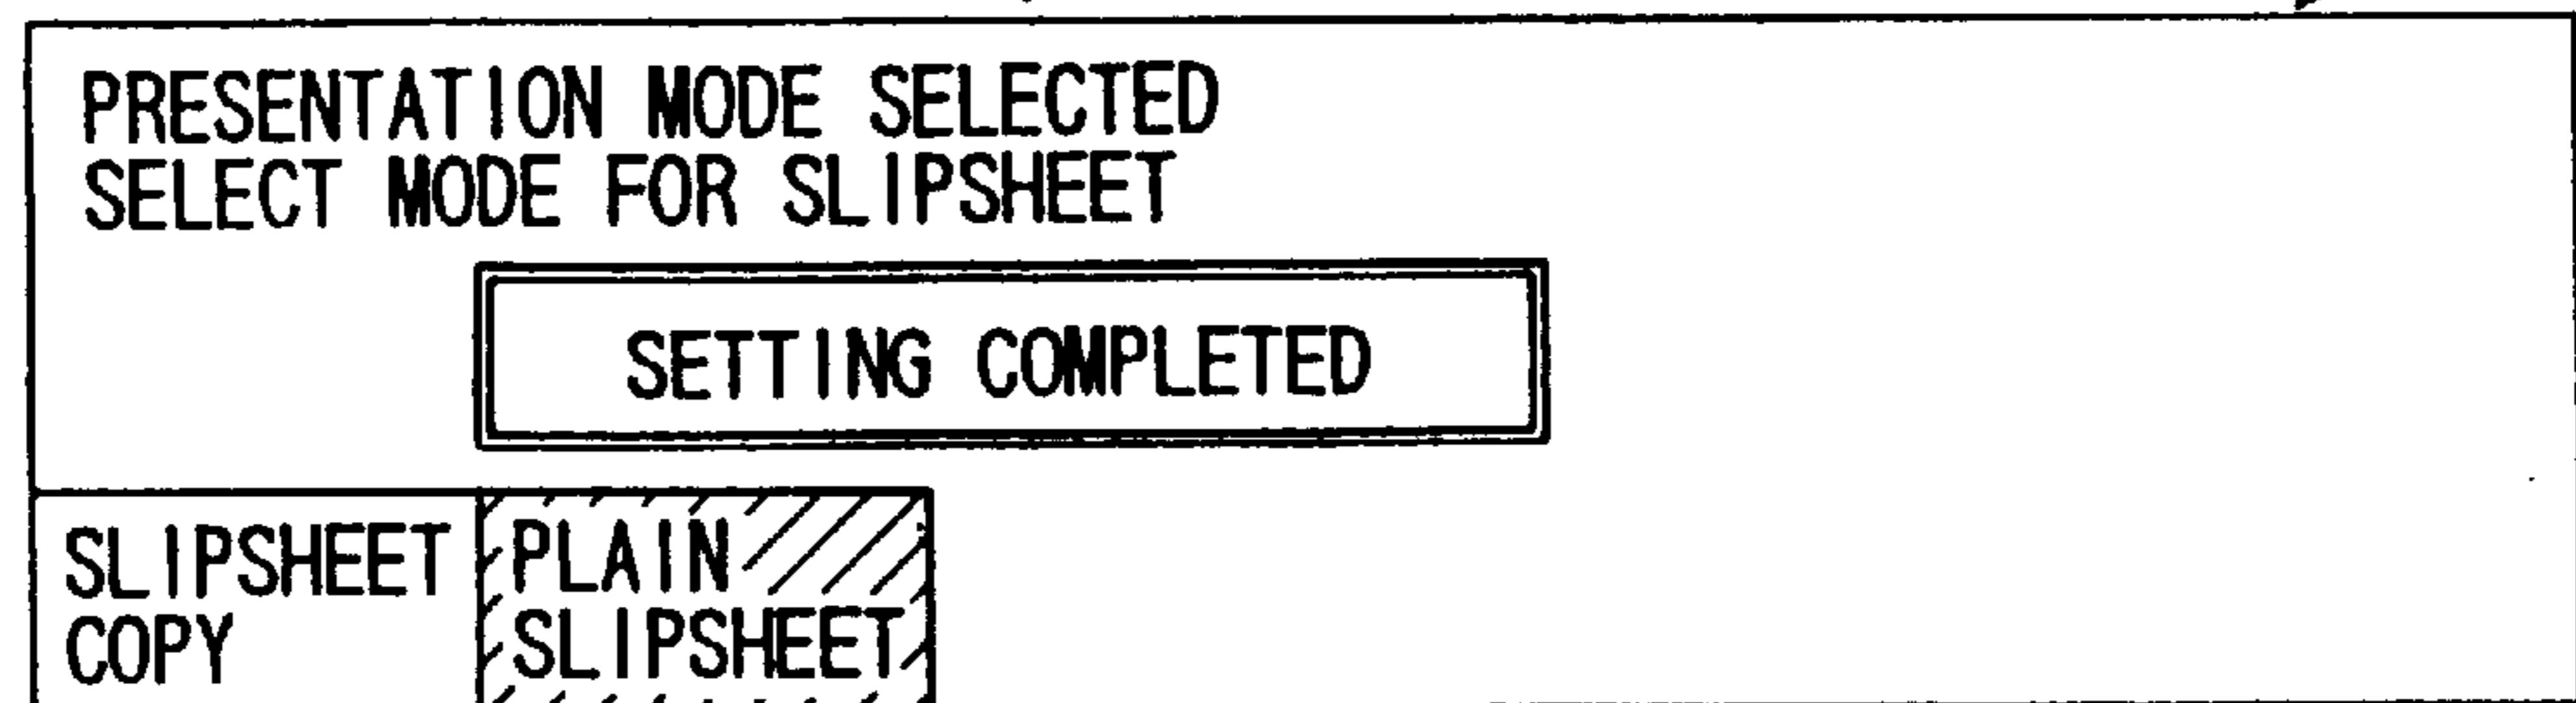 PRESENTATION MODE SELECTED
SELECT MODE FOR SLIPSHEET
SETTING COMPLETED
SLIPSHEET
COPY
PLAIN
SLIPSHEET